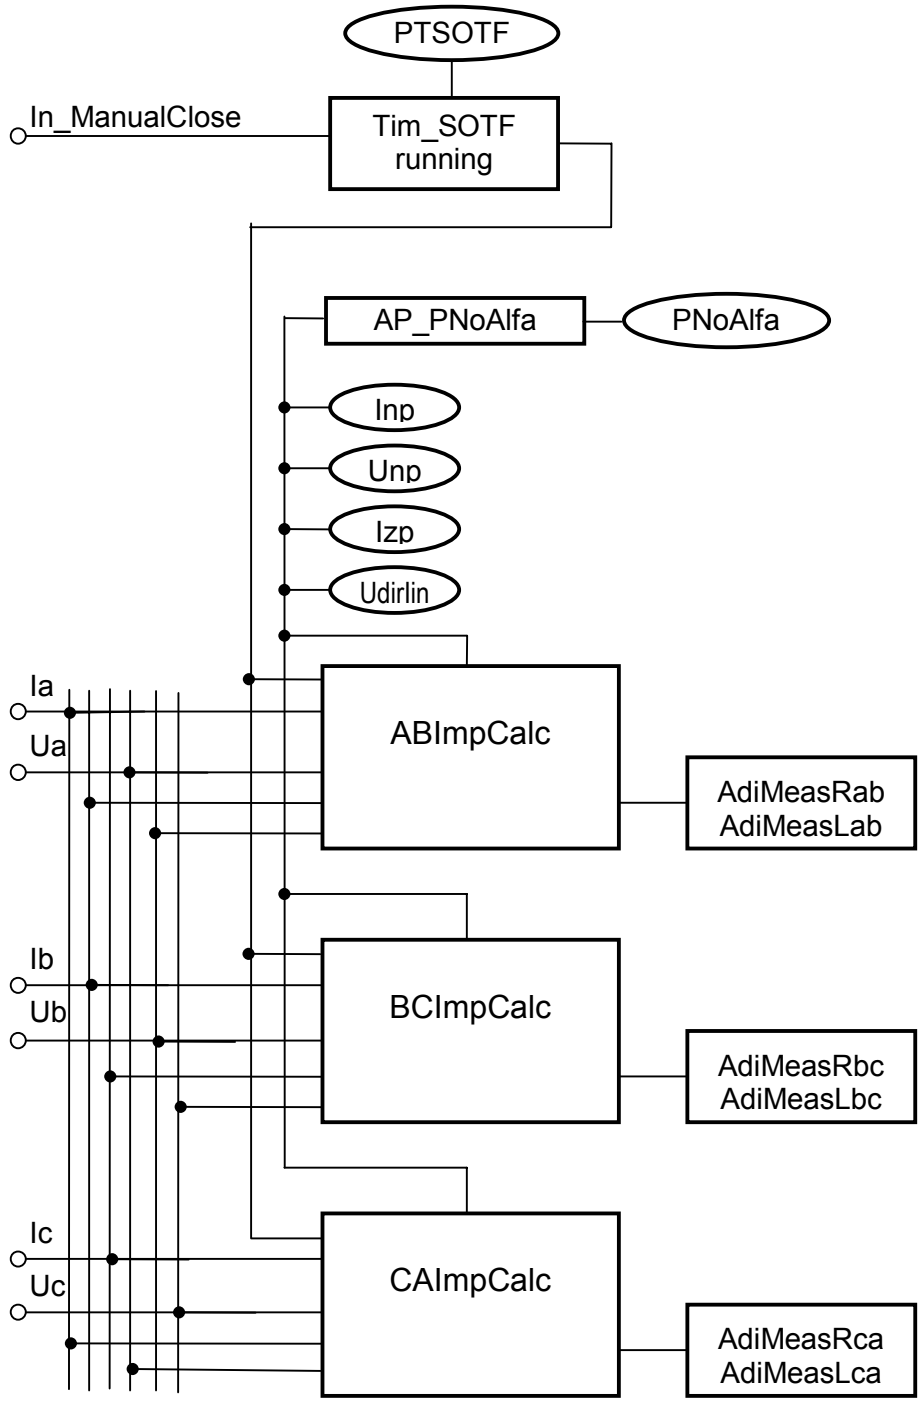 PTSOTF
In_ManualClose
Tim_SOTF
running
AP_PNoAlfa
PNoAlfa
Inp
Unp
Izp
Udirlin
Ia
ABImpCalc
Ua
AdiMeasRab
AdiMeasLab
Ib
BCImpCalc
Ub
AdiMeasRbc
AdiMeasLbc
Ic
CAImpCalc
Uc
AdiMeasRca
AdiMeasLca